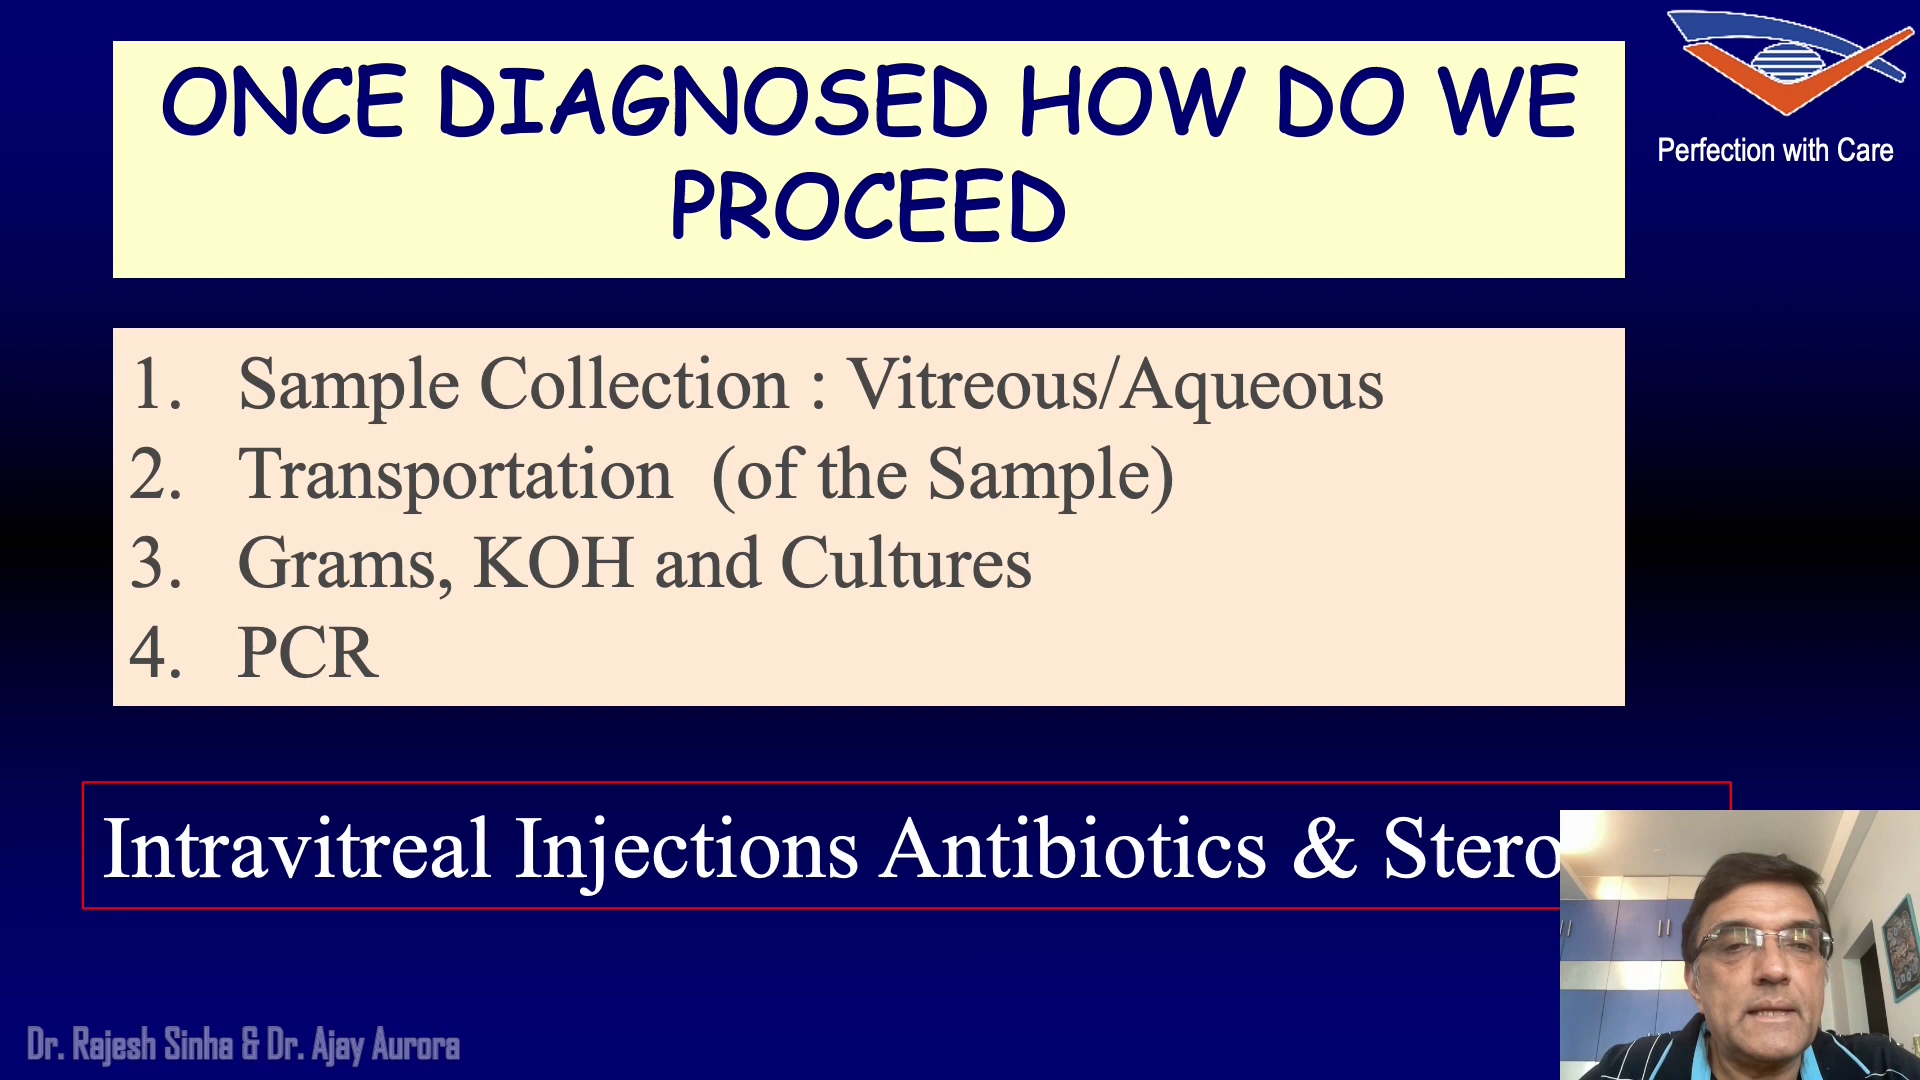 ONCE DIAGNOSED HOW DO WE
PROCEED
Perfection with Care
1. Sample Collection : Vitreous/Aqueous
2. Transportation (of the Sample)
3. Grams, KOH and Cultures
4. PCR
Intravitreal Injections Antibiotics &
Dr. Rajesh Sinha & Dr. Ajay Aurora